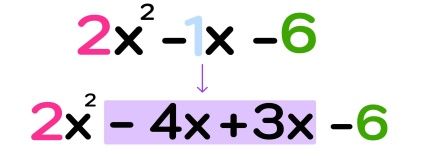 2x² −1x −6
2x² − 4x + 3x −6